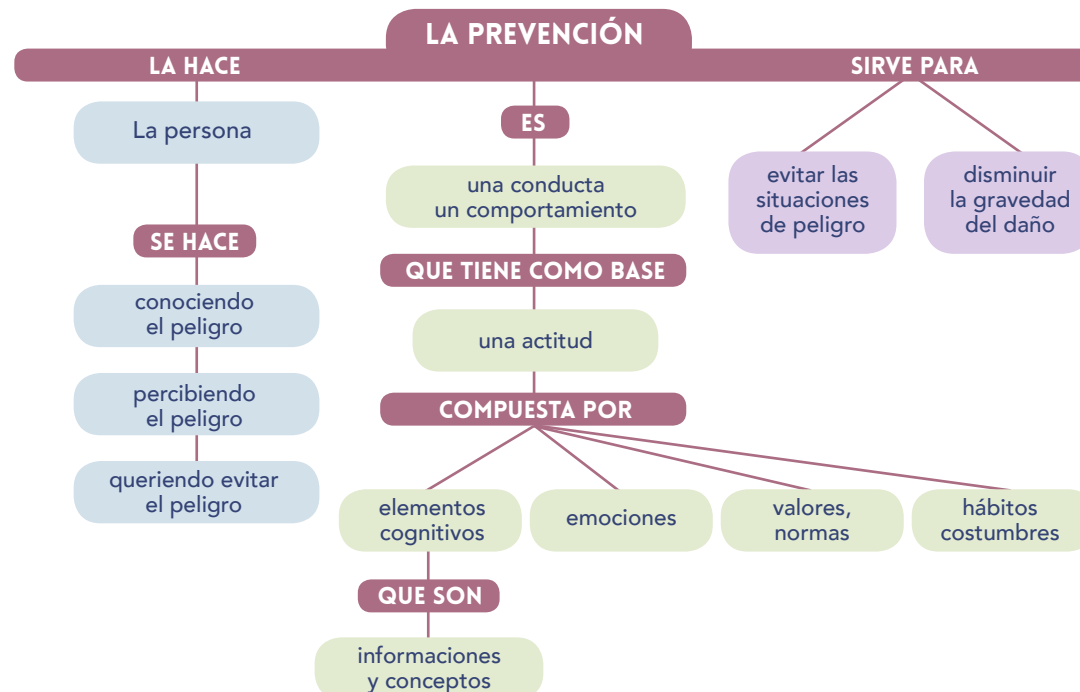 LA PREVENCIÓN
LA HACE
La persona
SE HACE
conociendo
el peligro
percibiendo
el peligro
queriendo evitar
el peligro
ES
una conducta
un comportamiento
QUE TIENE COMO BASE
una actitud
COMPUESTA POR
elementos
cognitivos
QUE SON
informaciones
y conceptos
emociones
valores,
normas
hábitos
costumbres
SIRVE PARA
evitar las
situaciones
de peligro
disminuir
la gravedad
del daño